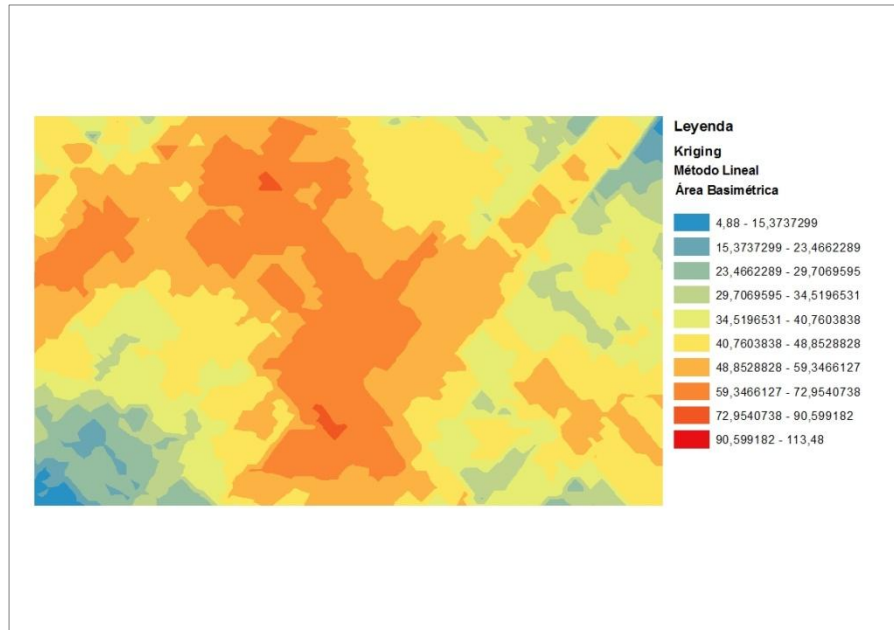 Leyenda
Kriging
Método Lineal
Área Basimétrica
4,88 - 15,3737299
15,3737299 - 23,4662289
23,4662289 - 29,7069595
29,7069595 - 34,5196531
34,5196531 - 40,7603838
40,7603838 - 48,8528828
48,8528828 - 59,3466127
59,3466127 - 72,9540738
72,9540738 - 90,599182
90,599182 - 113,48